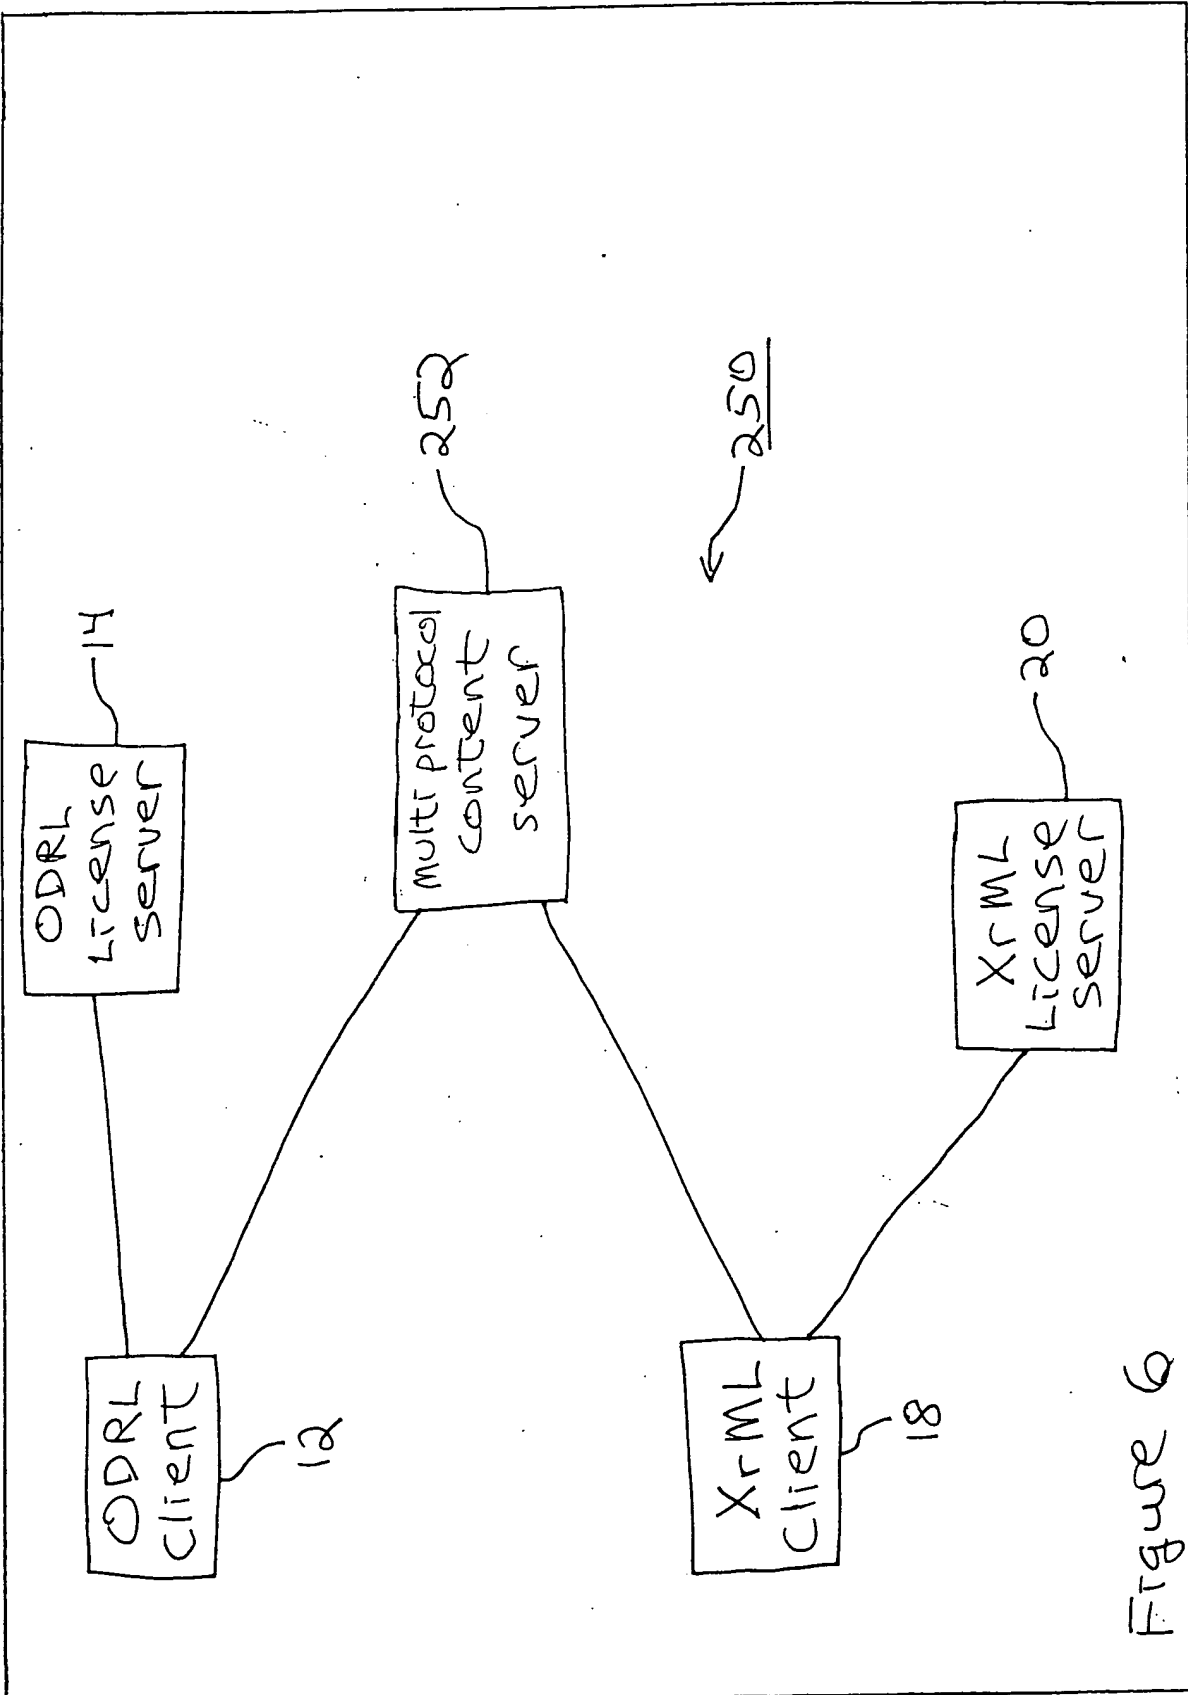 ODRL
License
Server
14
ODRL
Client
12
Multi protocol
Content
Server
252
250
XrML
Client
18
XrML
License
Server
20
Figure 6